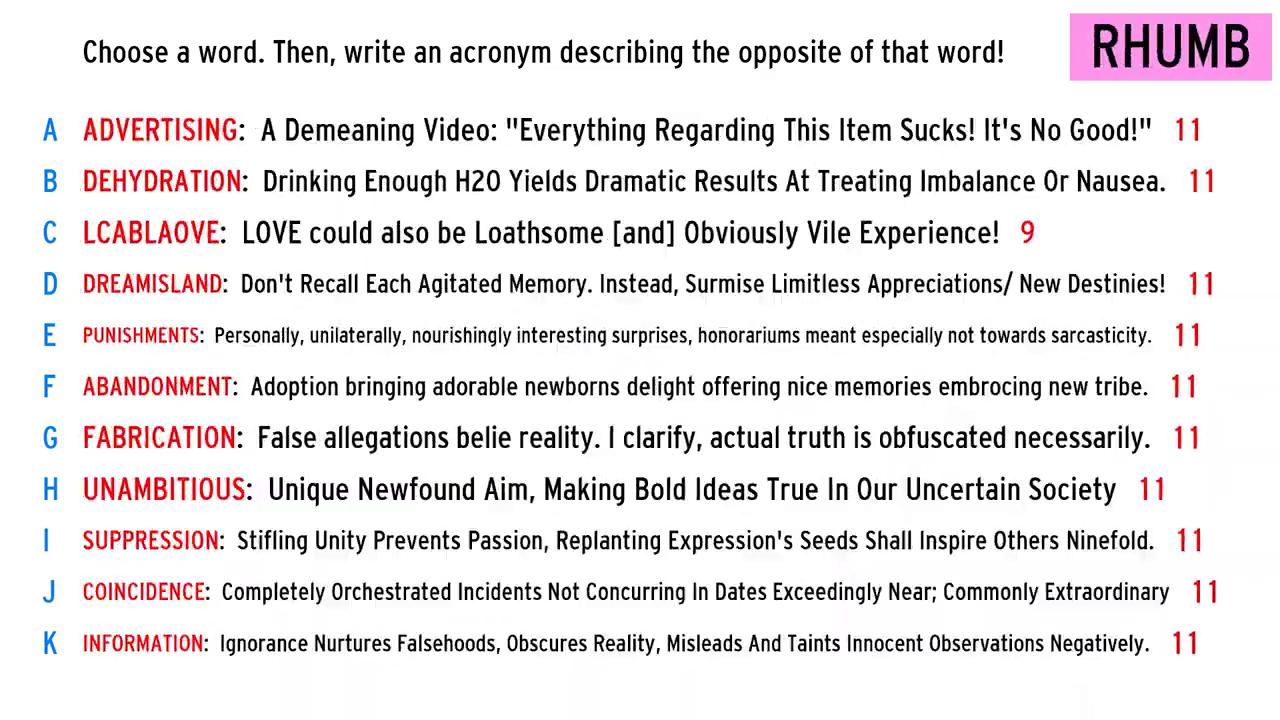 Choose a word. Then, write an acronym describing the opposite of that word!
RHUMB
A ADVERTISING: A Demeaning Video: "Everything Regarding This Item Sucks! It's No Good!" 11
B DEHYDRATION: Drinking Enough H2O Yields Dramatic Results At Treating Imbalance Or Nausea. 11
C LCABLAOVE: LOVE could also be Loathsome [and] Obviously Vile Experience! 9
D DREAMISLAND: Don't Recall Each Agitated Memory. Instead, Surmise Limitless Appreciations/ New Destinies! 11
E PUNISHMENTS: Personally, unilaterally, nourishingly interesting surprises, honorariums meant especially not towards sarcasticity. 11
F ABANDONMENT: Adoption bringing adorable newborns delight offering nice memories embrocing new tribe. 11
G FABRICATION: False allegations belie reality. I clarify, actual truth is obfuscated necessarily. 11
H UNAMBITIOUS: Unique Newfound Aim, Making Bold Ideas True In Our Uncertain Society 11
I SUPPRESSION: Stifling Unity Prevents Passion, Replanting Expression's Seeds Shall Inspire Others Ninefold. 11
J COINCIDENCE: Completely Orchestrated Incidents Not Concurring In Dates Exceedingly Near; Commonly Extraordinary 11
K INFORMATION: Ignorance Nurtures Falsehoods, Obscures Reality, Misleads And Taints Innocent Observations Negatively. 11